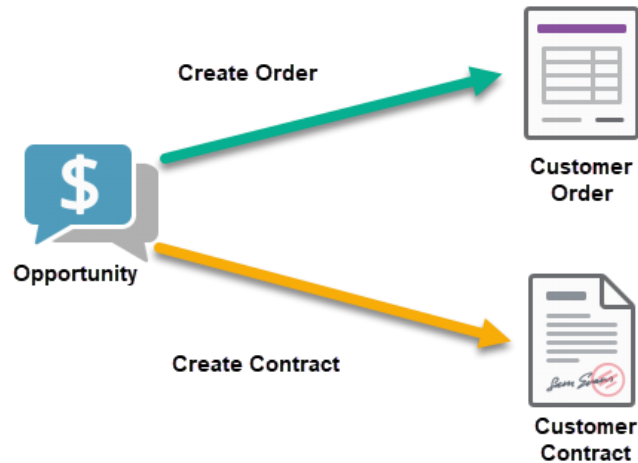 Create Order
$
Customer
Order
Opportunity
Create Contract
Customer
Contract